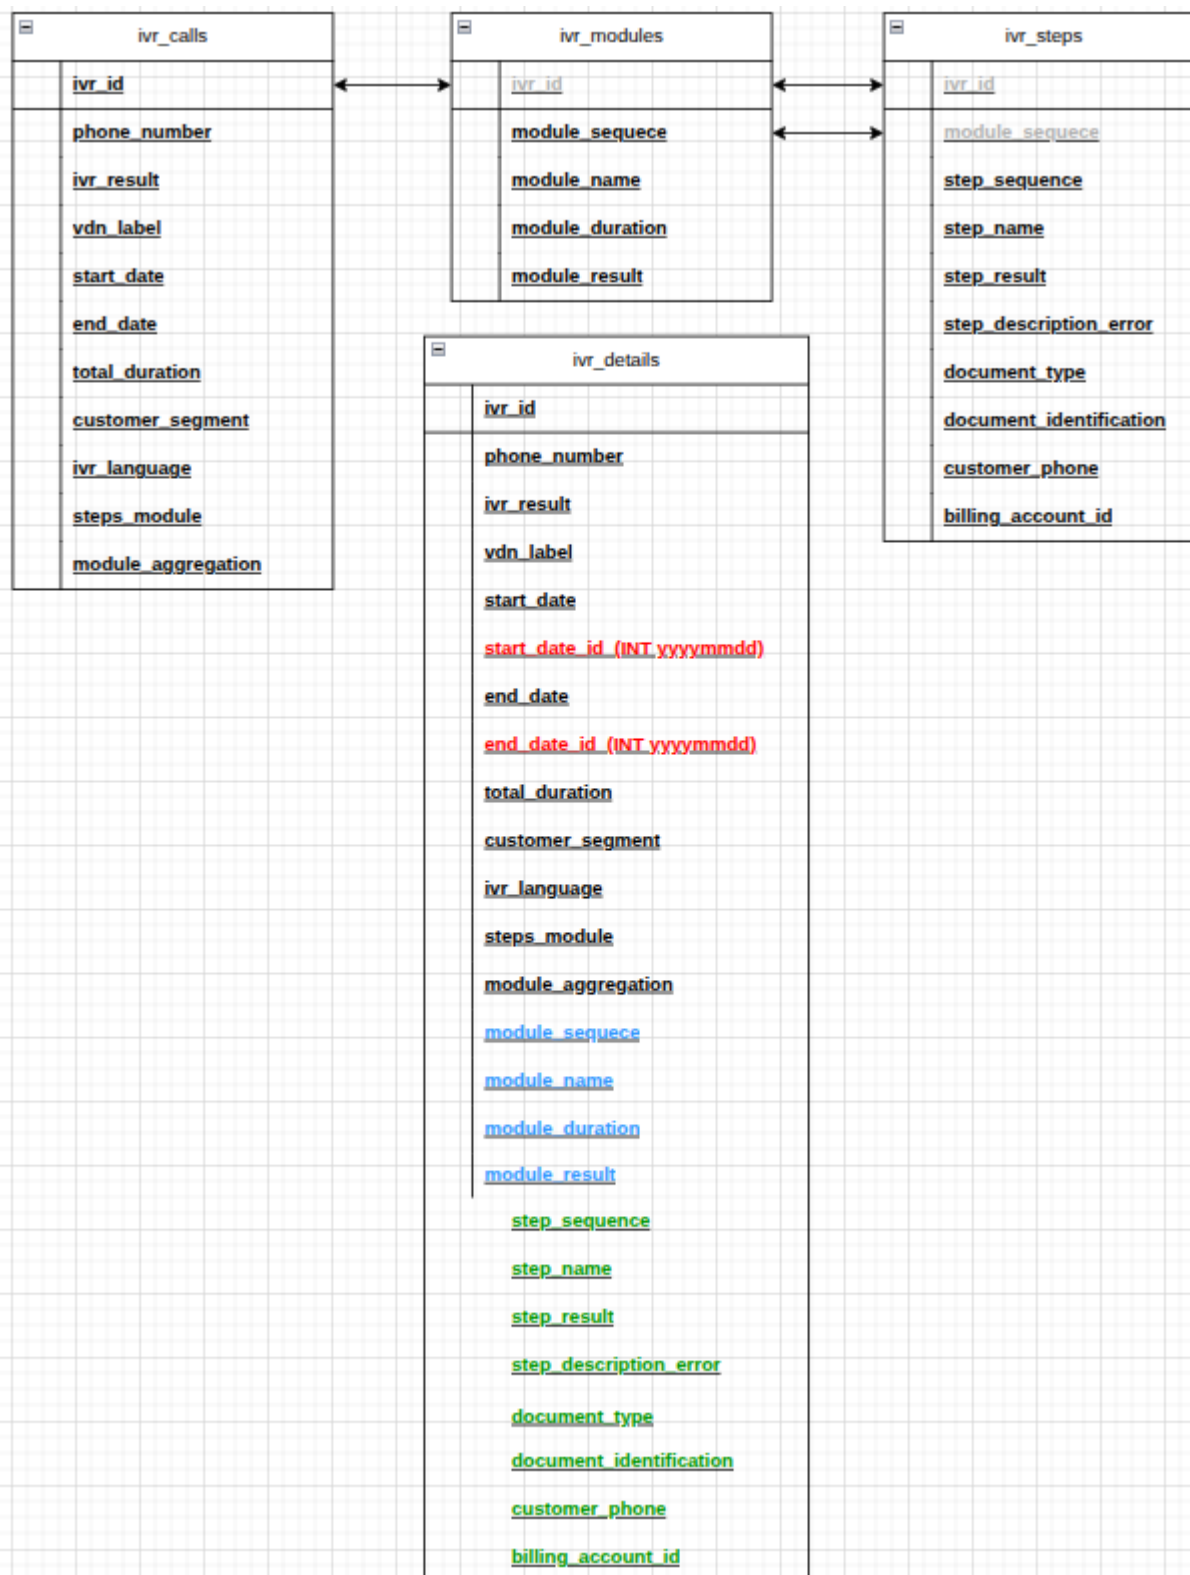 ivr_calls
ivr_id
phone_number
ivr_result
vdn_label
start_date
end_date
total_duration
customer_segment
ivr_language
steps_module
module_aggregation
ivr_modules
ivr_id
module_sequece
module_name
module_duration
module_result
ivr_steps
ivr_id
module_sequece
step_sequence
step_name
step_result
step_description_error
document_type
document_identification
customer_phone
billing_account_id
ivr_details
ivr_id
phone_number
ivr_result
vdn_label
start_date
start_date_id (INT yyyymmdd)
end_date
end_date_id (INT yyyymmdd)
total_duration
customer_segment
ivr_language
steps_module
module_aggregation
module_sequece
module_name
module_duration
module_result
step_sequence
step_name
step_result
step_description_error
document_type
document_identification
customer_phone
billing_account_id